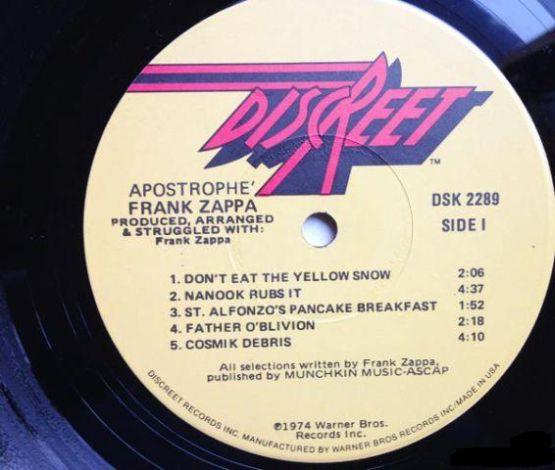 DISCREET
TM
APOSTROPHE'
FRANK ZAPPA
PRODUCED, ARRANGED
& STRUGGLED WITH:
Frank Zappa
DSK 2289
SIDE I
1. DON'T EAT THE YELLOW SNOW 2:06
2. NANOOK RUBS IT 4:37
3. ST. ALFONZO'S PANCAKE BREAKFAST 1:52
4. FATHER O'BLIVION 2:18
5. COSMIK DEBRIS 4:10
All selections written by Frank Zappa,
published by MUNCHKIN MUSIC-ASCAP
℗1974 Warner Bros.
Records Inc.
DISCREET RECORDS INC. MANUFACTURED BY WARNER BROS RECORDS INC/MADE IN USA